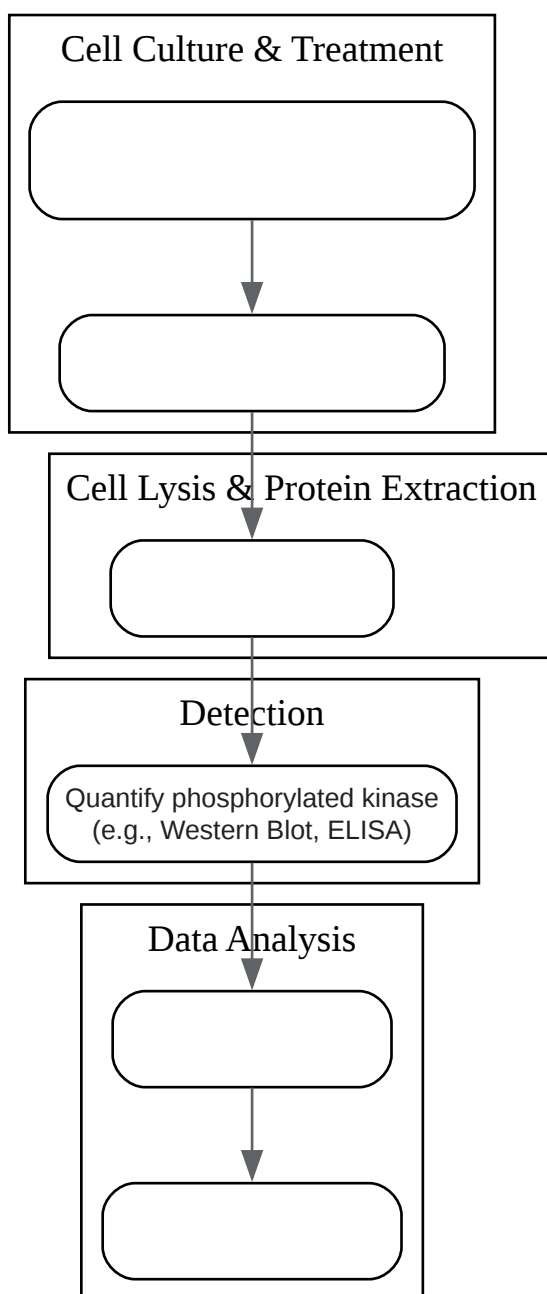 Cell Culture & Treatment
Cell Lysis & Protein Extraction
Detection
Quantify phosphorylated kinase
(e.g., Western Blot, ELISA)
Data Analysis